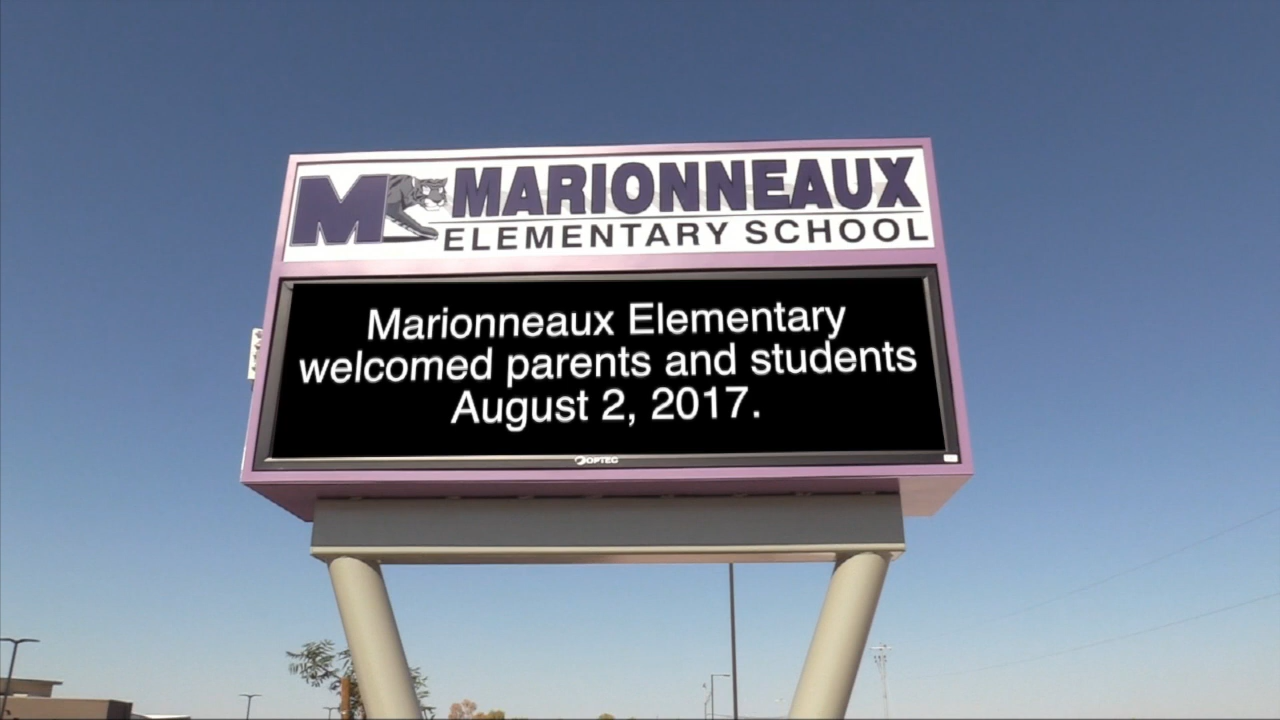 M MARIONNEAUX
ELEMENTARY SCHOOL
Marionneaux Elementary
welcomed parents and students
August 2, 2017.
OPTEC